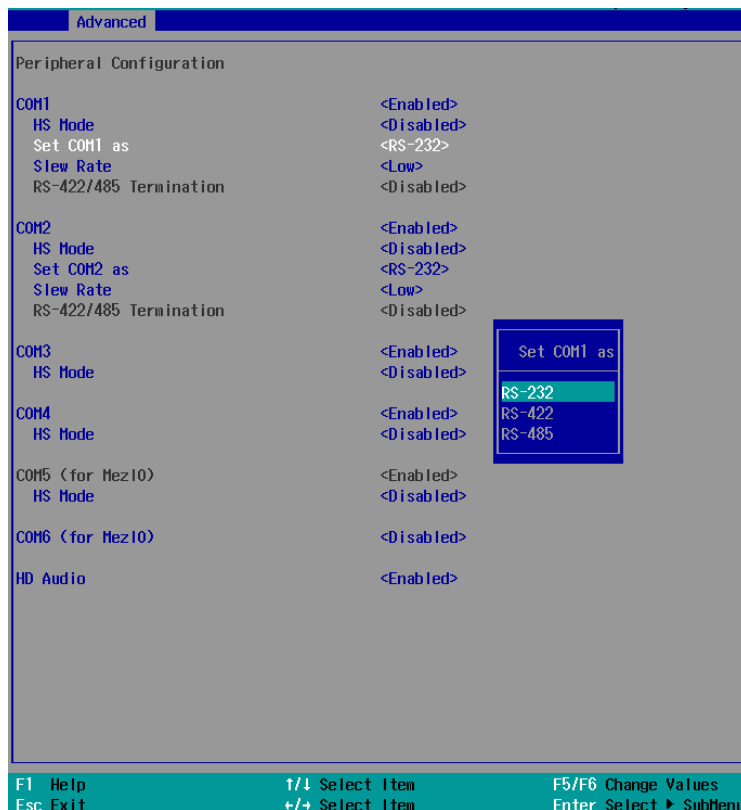 Advanced
Peripheral Configuration
COM1 <Enabled>
HS Mode <Disabled>
Set COM1 as <RS-232>
Slew Rate <Low>
RS-422/485 Termination <Disabled>
COM2 <Enabled>
HS Mode <Disabled>
Set COM2 as <RS-232>
Slew Rate <Low>
RS-422/485 Termination <Disabled>
COM3 <Enabled>
HS Mode <Disabled>
COM4 <Enabled>
HS Mode <Disabled>
COM5 (for MezIO) <Enabled>
HS Mode <Disabled>
COM6 (for MezIO) <Disabled>
HD Audio <Enabled>
Set COM1 as
RS-232
RS-422
RS-485
F1 Help ↑/↓ Select Item F5/F6 Change Values
Esc Exit ←/→ Select Item Enter Select ▶ SubMenu